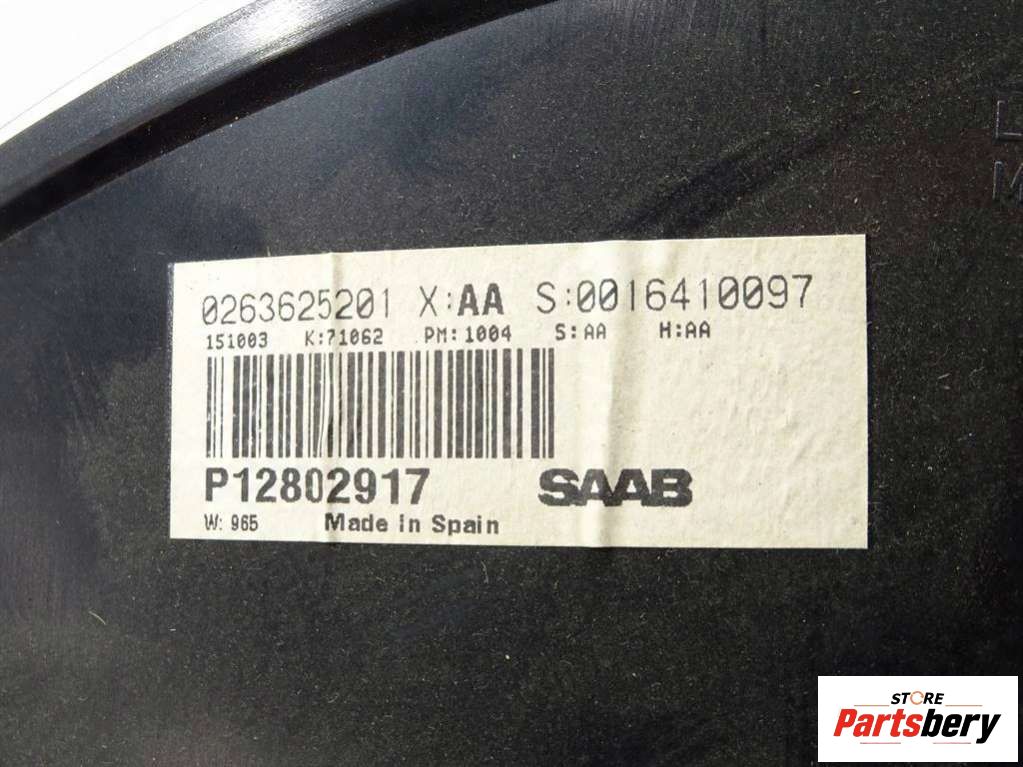 0263625201 X:AA S:0016410097
151003 K:71062 PM:1004 S:AA H:AA
P12802917 SAAB
W: 965 Made in Spain
STORE
Partsbery